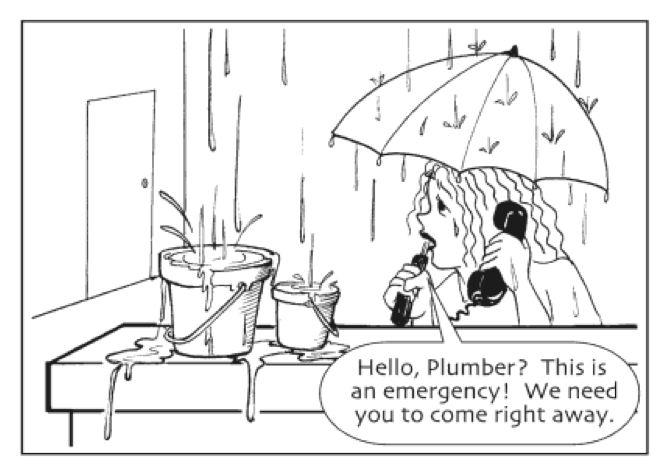 Hello, Plumber? This is
an emergency! We need
you to come right away.